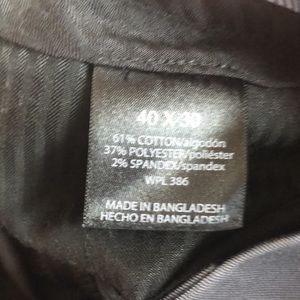 40 X 30
61% COTTON/algodón
37% POLYESTER/poliéster
2% SPANDEX/spandex
WPL 386
MADE IN BANGLADESH
HECHO EN BANGLADESH